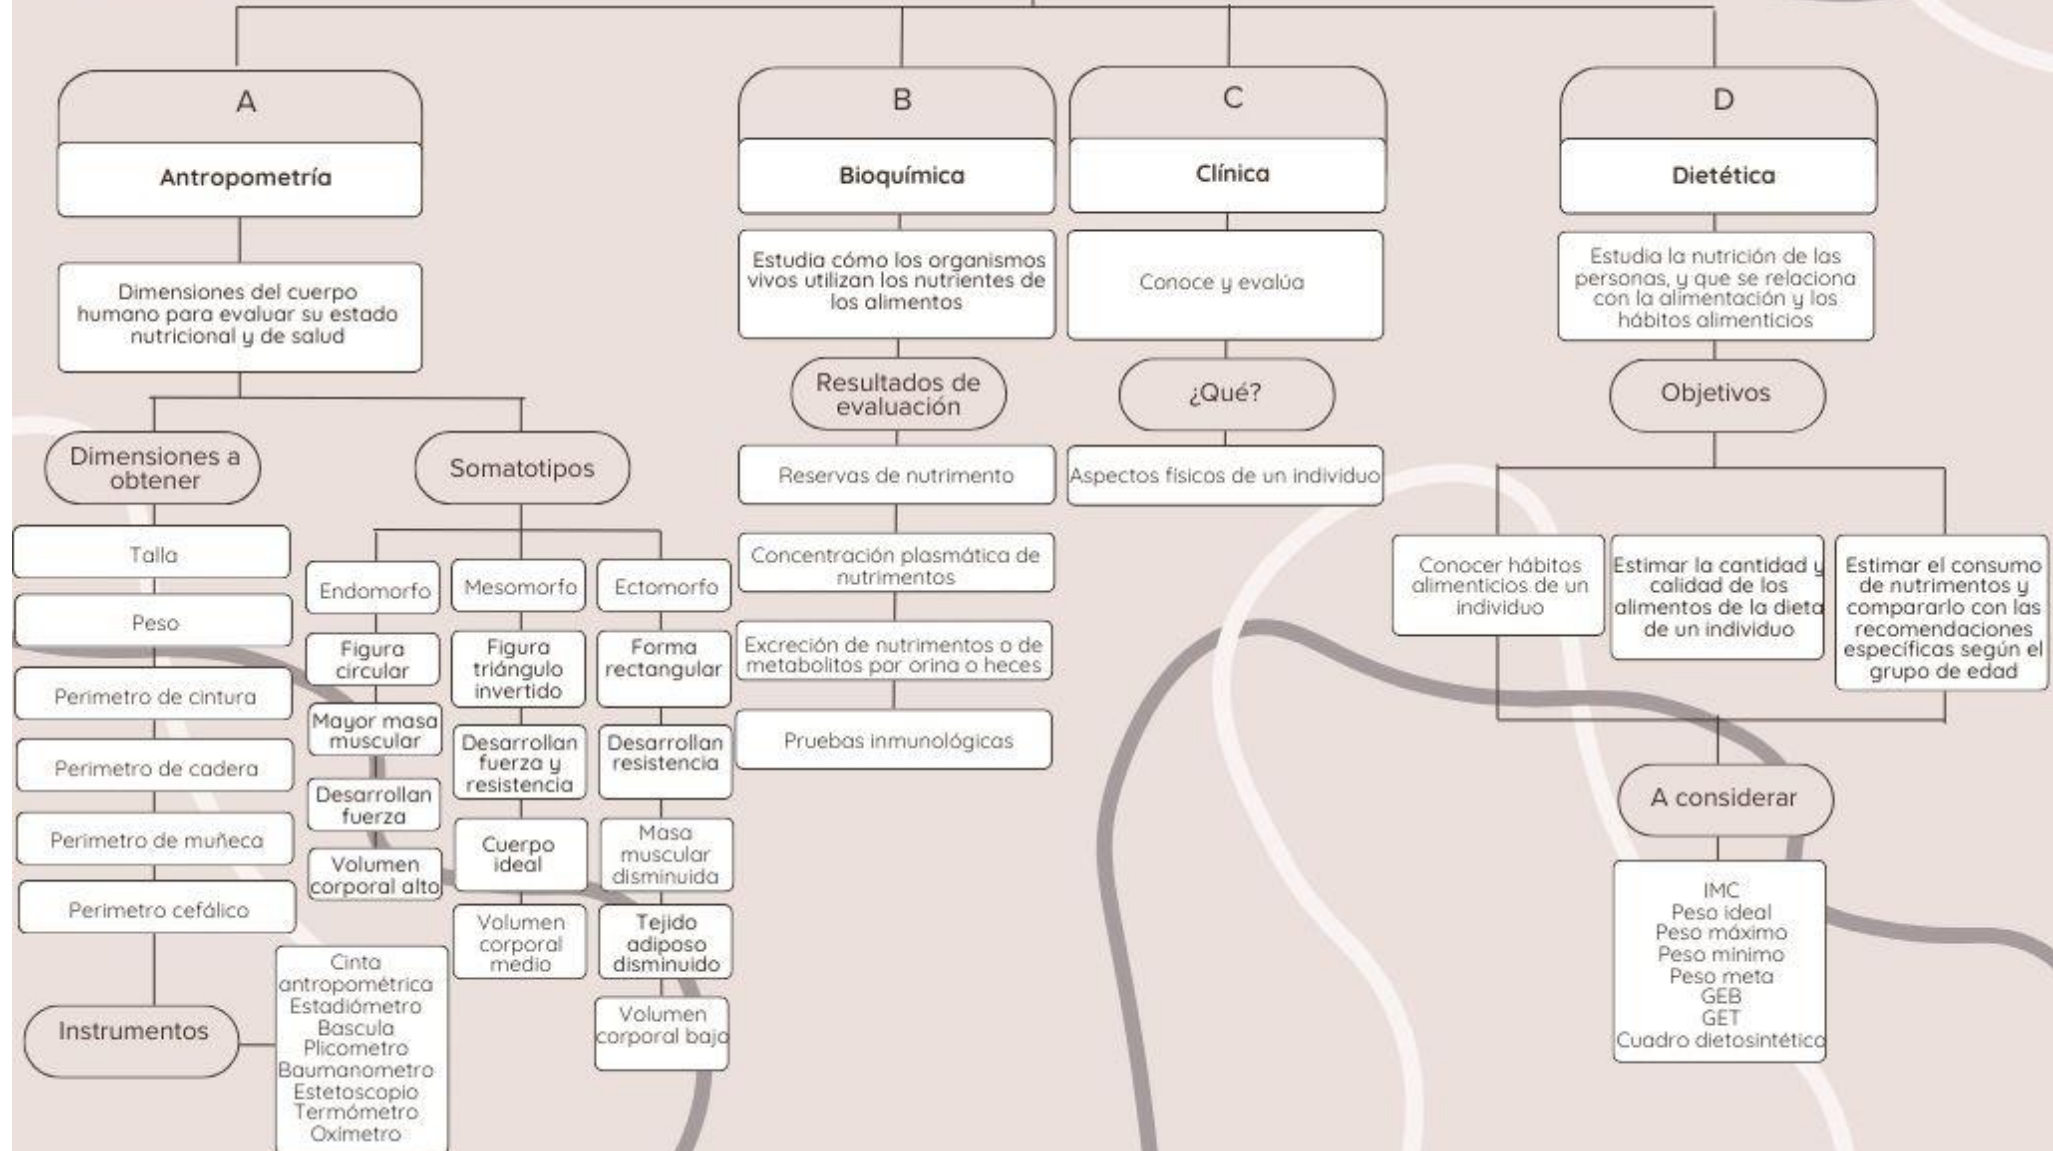 A
Antropometría
Dimensiones del cuerpo
humano para evaluar su estado
nutricional y de salud
Dimensiones a
obtener
Talla
Peso
Perimetro de cintura
Perimetro de cadera
Perimetro de muñeca
Perimetro cefálico
Instrumentos
Cinta
antropométrica
Estadiómetro
Bascula
Plicometro
Baumanometro
Estetoscopio
Termómetro
Oximetro
Somatotipos
Endomorfo
Figura
circular
Mayor masa
muscular
Desarrollan
fuerza
Volumen
corporal alto
Mesomorfo
Figura
triángulo
invertido
Desarrollan
fuerza y
resistencia
Cuerpo
ideal
Volumen
corporal
medio
Ectomorfo
Forma
rectangular
Desarrollan
resistencia
Masa
muscular
disminuida
Tejido
adiposo
disminuido
Volumen
corporal bajo
B
Bioquímica
Estudia cómo los organismos
vivos utilizan los nutrientes de
los alimentos
Resultados de
evaluación
Reservas de nutrimento
Concentración plasmática de
nutrimentos
Excreción de nutrimentos o de
metabolitos por orina o heces
Pruebas inmunológicas
C
Clínica
Conoce y evalúa
¿Qué?
Aspectos físicos de un individuo
D
Dietética
Estudia la nutrición de las
personas, y que se relaciona
con la alimentación y los
hábitos alimenticios
Objetivos
Conocer hábitos
alimenticios de un
individuo
Estimar la cantidad y
calidad de los
alimentos de la dieta
de un individuo
Estimar el consumo
de nutrimentos y
compararlo con las
recomendaciones
específicas según el
grupo de edad
A considerar
IMC
Peso ideal
Peso máximo
Peso minimo
Peso meta
GEB
GET
Cuadro dietosintético